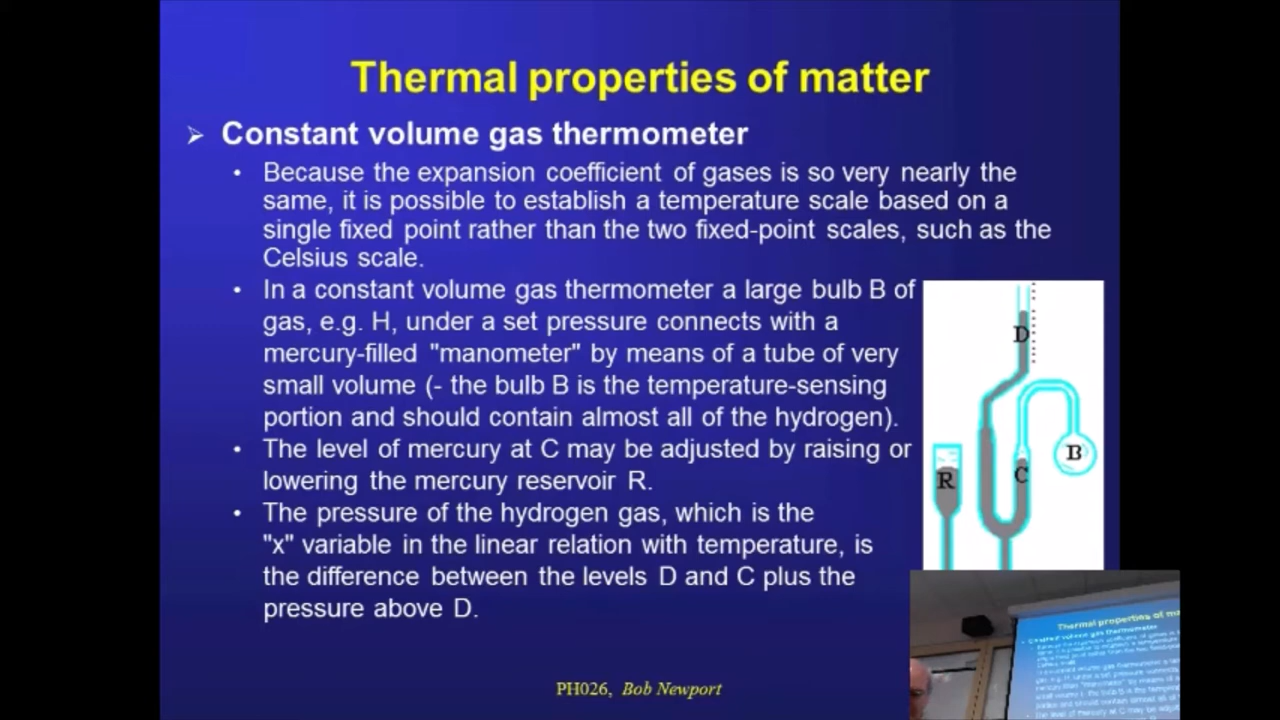 Thermal properties of matter
Constant volume gas thermometer
Because the expansion coefficient of gases is so very nearly the
same, it is possible to establish a temperature scale based on a
single fixed point rather than the two fixed-point scales, such as the
Celsius scale.
In a constant volume gas thermometer a large bulb B of
gas, e.g. H, under a set pressure connects with a
mercury-filled "manometer" by means of a tube of very
small volume (- the bulb B is the temperature-sensing
portion and should contain almost all of the hydrogen).
The level of mercury at C may be adjusted by raising or
lowering the mercury reservoir R.
The pressure of the hydrogen gas, which is the
"x" variable in the linear relation with temperature, is
the difference between the levels D and C plus the
pressure above D.
D
B
R
C
PH026, Bob Newport
Thermal properties of ma